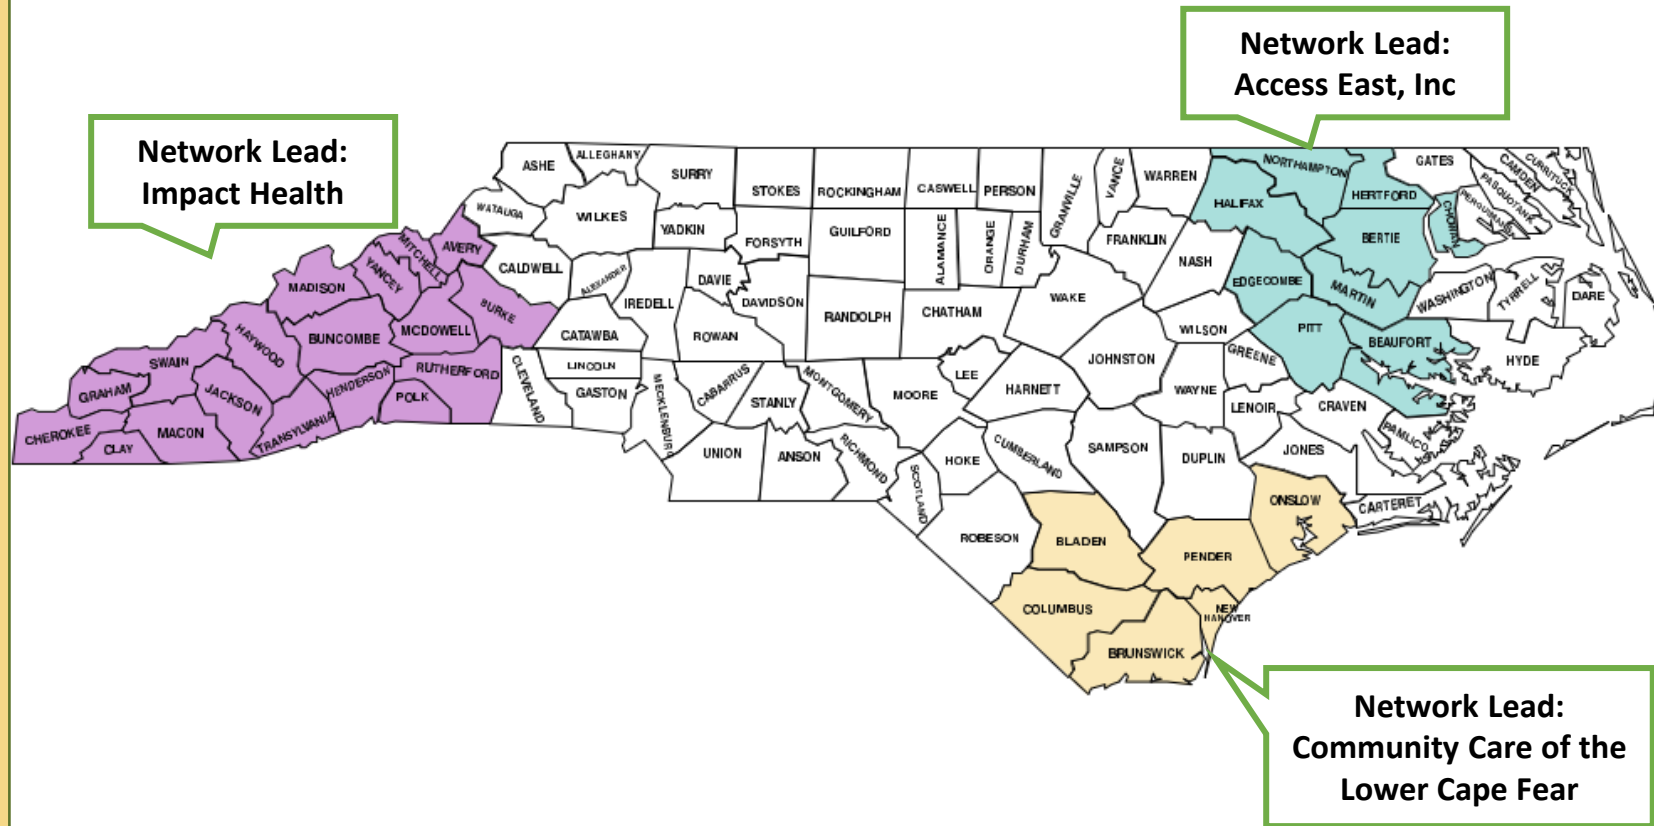 Network Lead:
Access East, Inc
Network Lead:
Impact Health
ASHE
ALLEGHANY
SURRY
STOKES
ROCKINGHAM
CASWELL
PERSON
GRANVILLE
VANCE
WARREN
NORTHAMPTON
GATES
CAMDEN
CURRITUCK
PASQUOTANK
PERQUIMANS
HERTFORD
HALIFAX
CHOWAN
BERTIE
WATAUGA
WILKES
YADKIN
FORSYTH
GUILFORD
ALAMANCE
ORANGE
DURHAM
FRANKLIN
NASH
EDGECOMBE
MARTIN
WASHINGTON
TYRRELL
DARE
MITCHELL
AVERY
YANCEY
CALDWELL
ALEXANDER
IREDELL
DAVIE
DAVIDSON
RANDOLPH
CHATHAM
WAKE
WILSON
PITT
BEAUFORT
HYDE
MADISON
BURKE
BUNCOMBE
MCDOWELL
CATAWBA
ROWAN
JOHNSTON
GREENE
HAYWOOD
SWAIN
RUTHERFORD
LINCOLN
GRAHAM
JACKSON
HENDERSON
POLK
CLEVELAND
GASTON
MECKLENBURG
CABARRUS
STANLY
MONTGOMERY
MOORE
LEE
HARNETT
WAYNE
LENOIR
CRAVEN
PAMLICO
CHEROKEE
CLAY
MACON
TRANSYLVANIA
UNION
ANSON
RICHMOND
SCOTLAND
HOKE
CUMBERLAND
SAMPSON
DUPLIN
JONES
CARTERET
ONSLOW
ROBESON
BLADEN
PENDER
COLUMBUS
NEW
HANOVER
BRUNSWICK
Network Lead:
Community Care of the
Lower Cape Fear